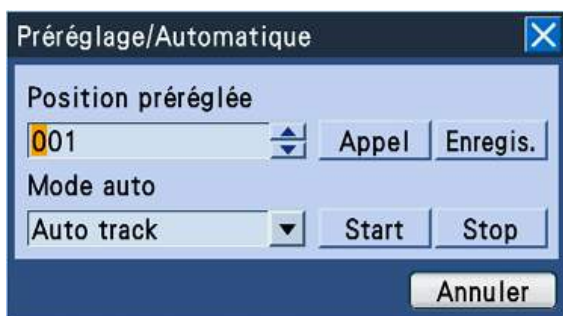 Préréglage/Automatique
Position préréglée
001 Appel Enregis.
Mode auto
Auto track Start Stop
Annuler